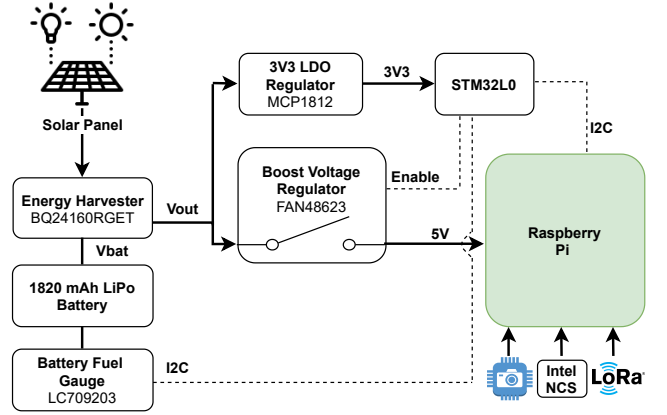 Solar Panel
Energy Harvester
BQ24160RGET
Vout
Vbat
1820 mAh LiPo
Battery
Battery Fuel
Gauge
LC709203
I2C
3V3 LDO
Regulator
MCP1812
3V3
STM32L0
I2C
Boost Voltage
Regulator
FAN48623
Enable
5V
Raspberry
Pi
Intel
NCS
LoRa